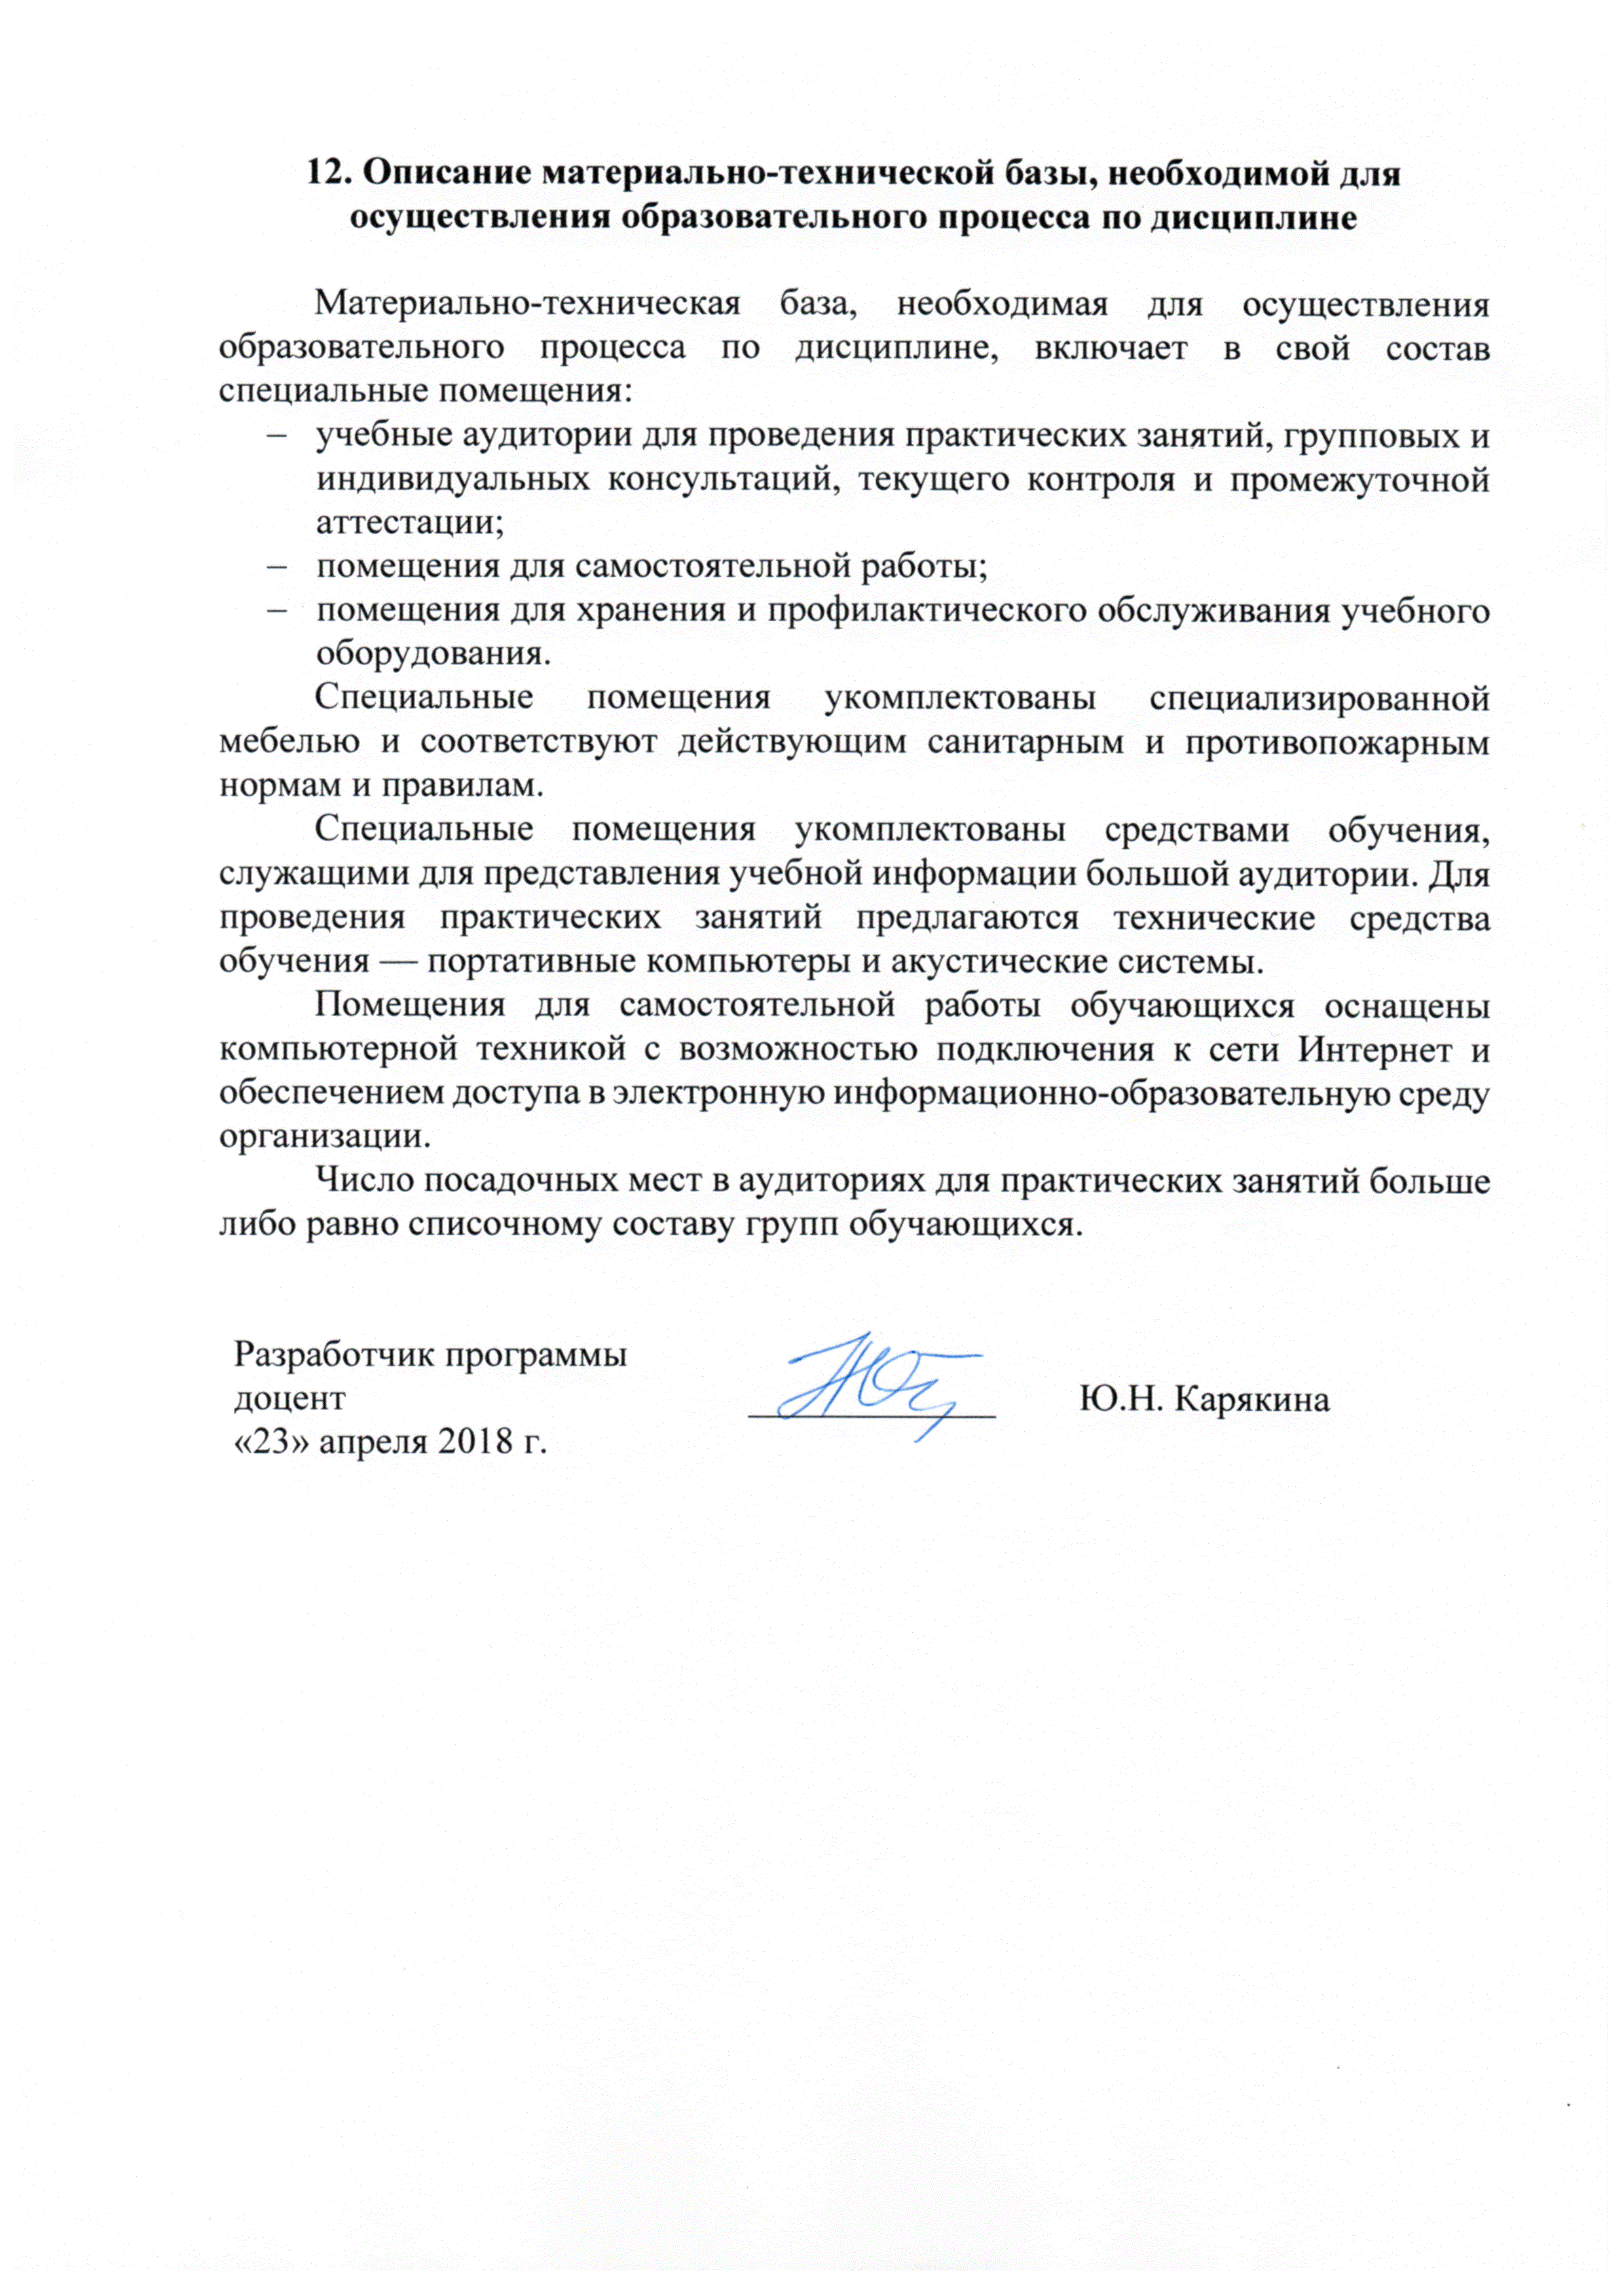 12. Описание материально-технической базы, необходимой для
осуществления образовательного процесса по дисциплине
Материально-техническая база, необходимая для осуществления
образовательного процесса по дисциплине, включает в свой состав
специальные помещения:
– учебные аудитории для проведения практических занятий, групповых и
индивидуальных консультаций, текущего контроля и промежуточной
аттестации;
– помещения для самостоятельной работы;
– помещения для хранения и профилактического обслуживания учебного
оборудования.
Специальные помещения укомплектованы специализированной
мебелью и соответствуют действующим санитарным и противопожарным
нормам и правилам.
Специальные помещения укомплектованы средствами обучения,
служащими для представления учебной информации большой аудитории. Для
проведения практических занятий предлагаются технические средства
обучения — портативные компьютеры и акустические системы.
Помещения для самостоятельной работы обучающихся оснащены
компьютерной техникой с возможностью подключения к сети Интернет и
обеспечением доступа в электронную информационно-образовательную среду
организации.
Число посадочных мест в аудиториях для практических занятий больше
либо равно списочному составу групп обучающихся.
Разработчик программы
доцент Ю.Н. Карякина
«23» апреля 2018 г.